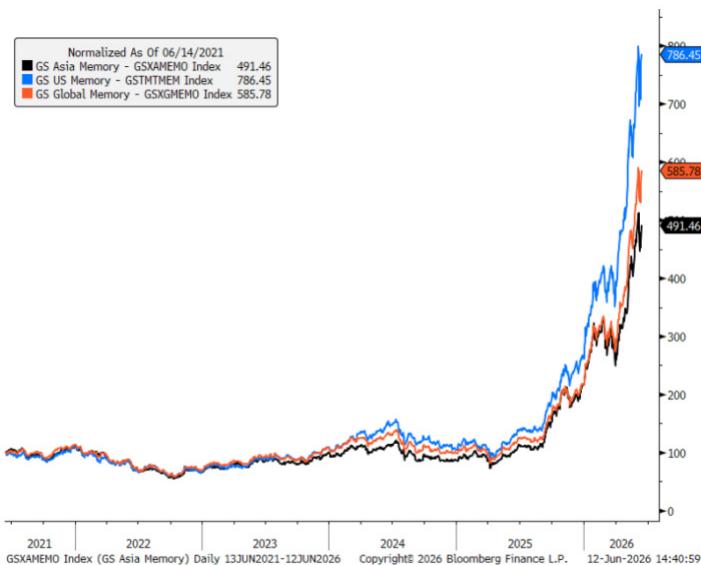 Normalized As Of 06/14/2021
GS Asia Memory - GSXAMEMO Index 491.46
GS US Memory - GSTMTMEM Index 786.45
GS Global Memory - GSXGMEMO Index 585.78
786.45
700
585.78
491.46
400
300
200
100
0
2021 2022 2023 2024 2025 2026
GSXAMEMO Index (GS Asia Memory) Daily 13JUN2021-12JUN2026 Copyright© 2026 Bloomberg Finance L.P. 12-Jun-2026 14:40:59